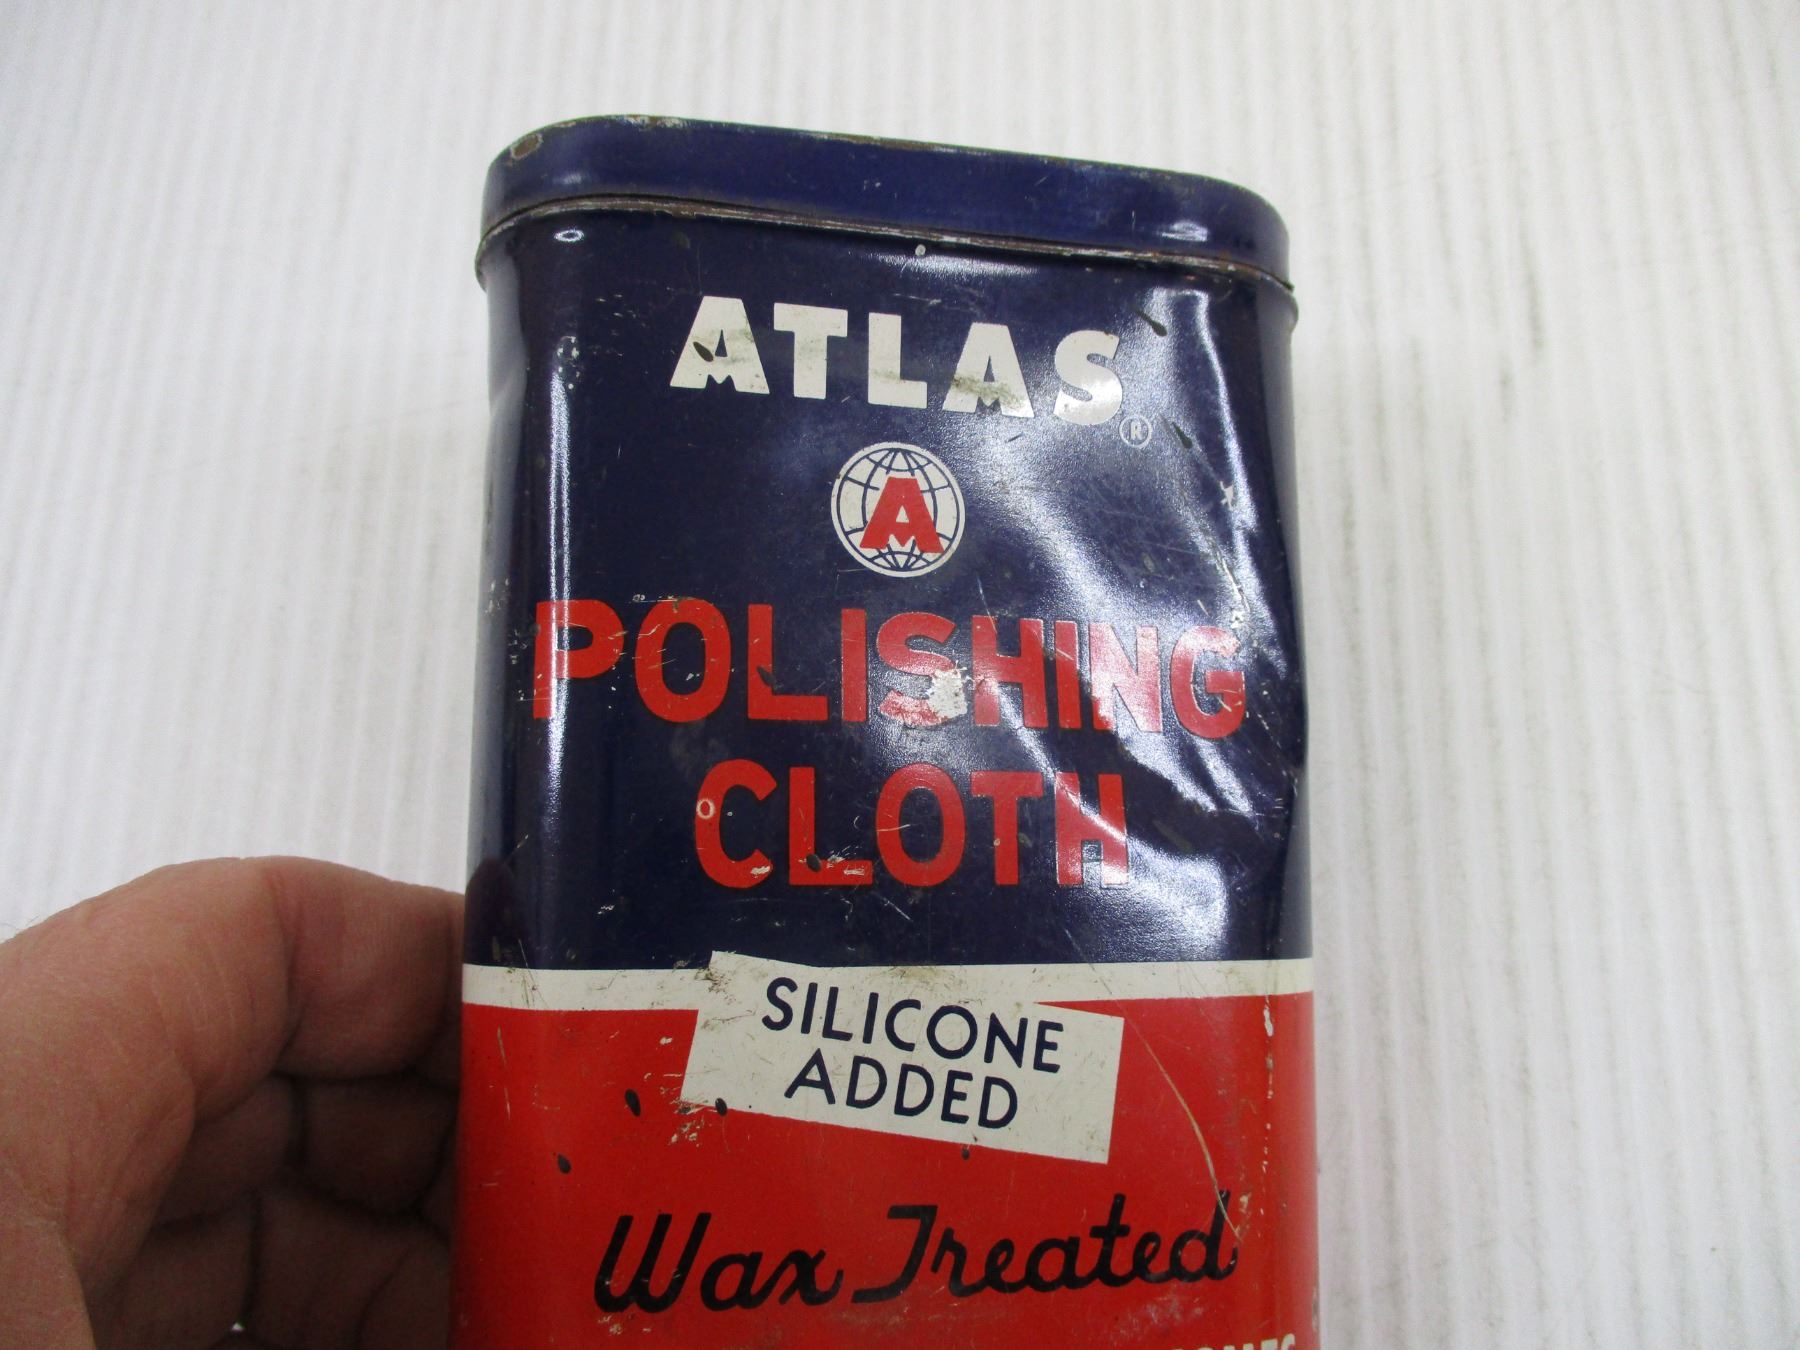 ATLAS®
A
POLISHING
CLOTH
SILICONE
ADDED
Wax Treated